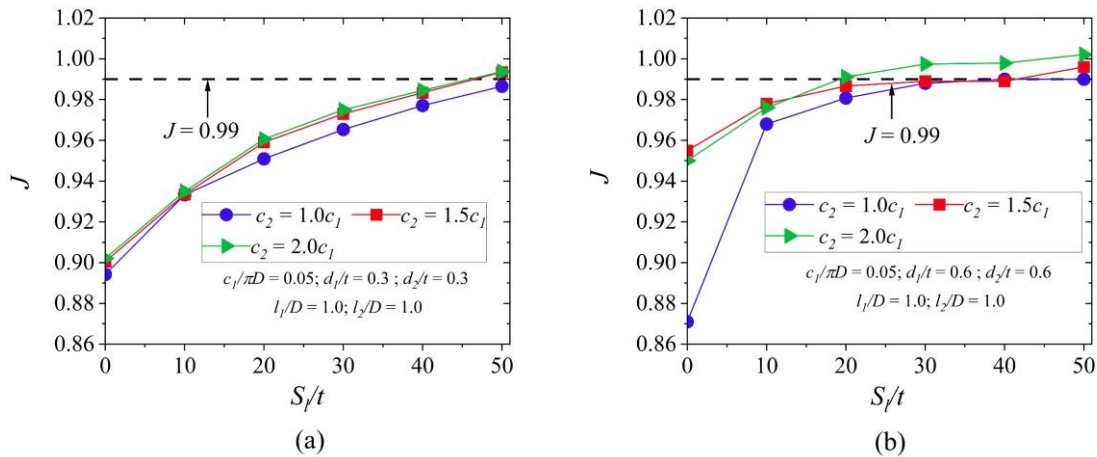 1.02
1.00
0.98
0.96
0.94
0.92
0.90
0.88
0.86
J
J = 0.99
c₂ = 1.0c₁ c₂ = 1.5c₁
c₂ = 2.0c₁
c₁/πD = 0.05; d₁/t = 0.3 ; d₂/t = 0.3
l₁/D = 1.0; l₂/D = 1.0
0 10 20 30 40 50
Sₗ/t
(a)
1.02
1.00
0.98
0.96
0.94
0.92
0.90
0.88
0.86
J
J = 0.99
c₂ = 1.0c₁ c₂ = 1.5c₁
c₂ = 2.0c₁
c₁/πD = 0.05; d₁/t = 0.6 ; d₂/t = 0.6
l₁/D = 1.0; l₂/D = 1.0
0 10 20 30 40 50
Sₗ/t
(b)